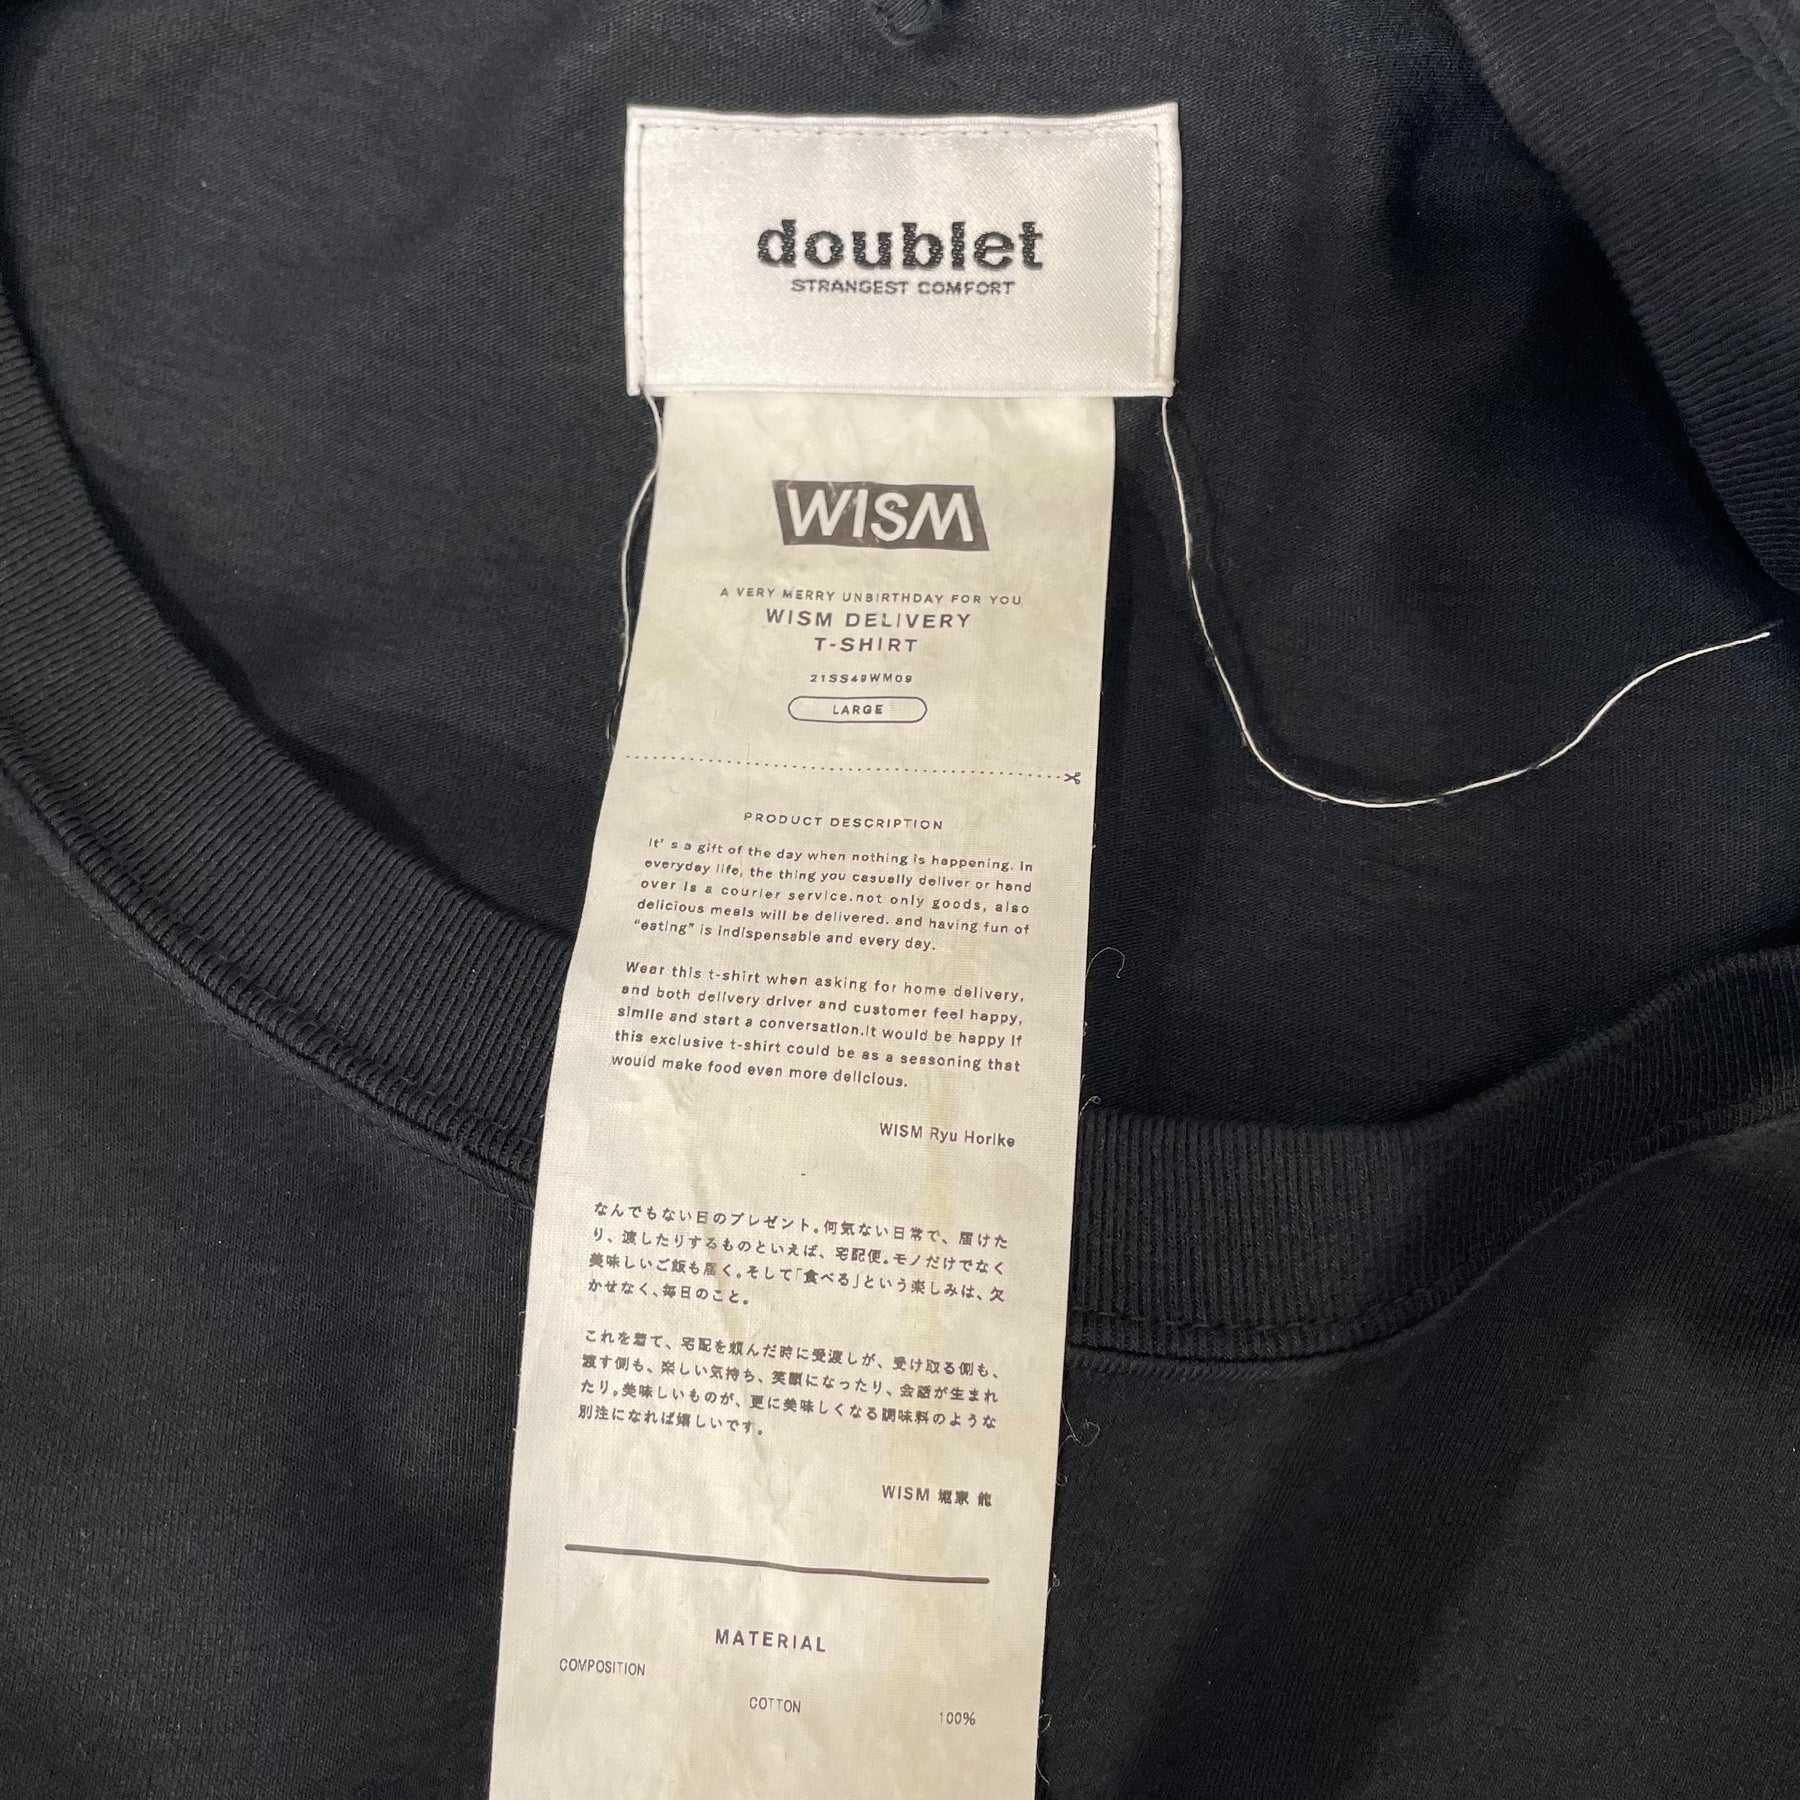 doublet
STRANGEST COMFORT
WISM
A VERY MERRY UNBIRTHDAY FOR YOU
WISM DELIVERY
T-SHIRT
21SS49WM09
LARGE
PRODUCT DESCRIPTION
It's a gift of the day when nothing is happening. In
everyday life, the thing you casually deliver or hand
over is a courier service.not only goods, also
delicious meals will be delivered. and having fun of
"eating" is indispensable and every day.
Wear this t-shirt when asking for home delivery,
and both delivery driver and customer feel happy,
simile and start a conversation.It would be happy if
this exclusive t-shirt could be as a seasoning that
would make food even more delicious.
WISM Ryu Horike
なんでもない日のプレゼント。何気ない日常で、届けた
り、渡したりするものといえば、宅配便。モノだけでなく
美味しいご飯も届く。そして「食べる」という楽しみは、欠
かせなく、毎日のこと。
これを着て、宅配を頼んだ時に受渡しが、受け取る側も、
渡す側も、楽しい気持ち、笑顔になったり、会話が生まれ
たり。美味しいものが、更に美味しくなる調味料のような
別注になれば嬉しいです。
WISM 堀家 龍
MATERIAL
COMPOSITION
COTTON
100%